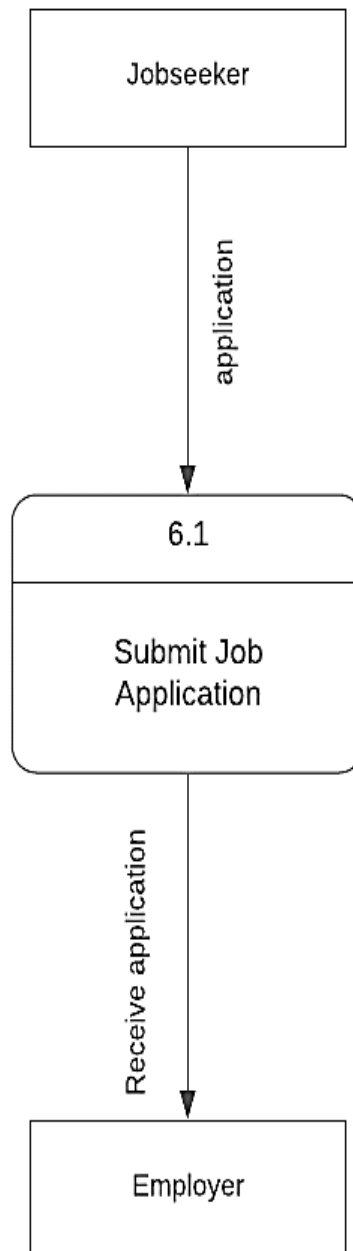 Jobseeker
application
6.1
Submit Job
Application
Receive application
Employer